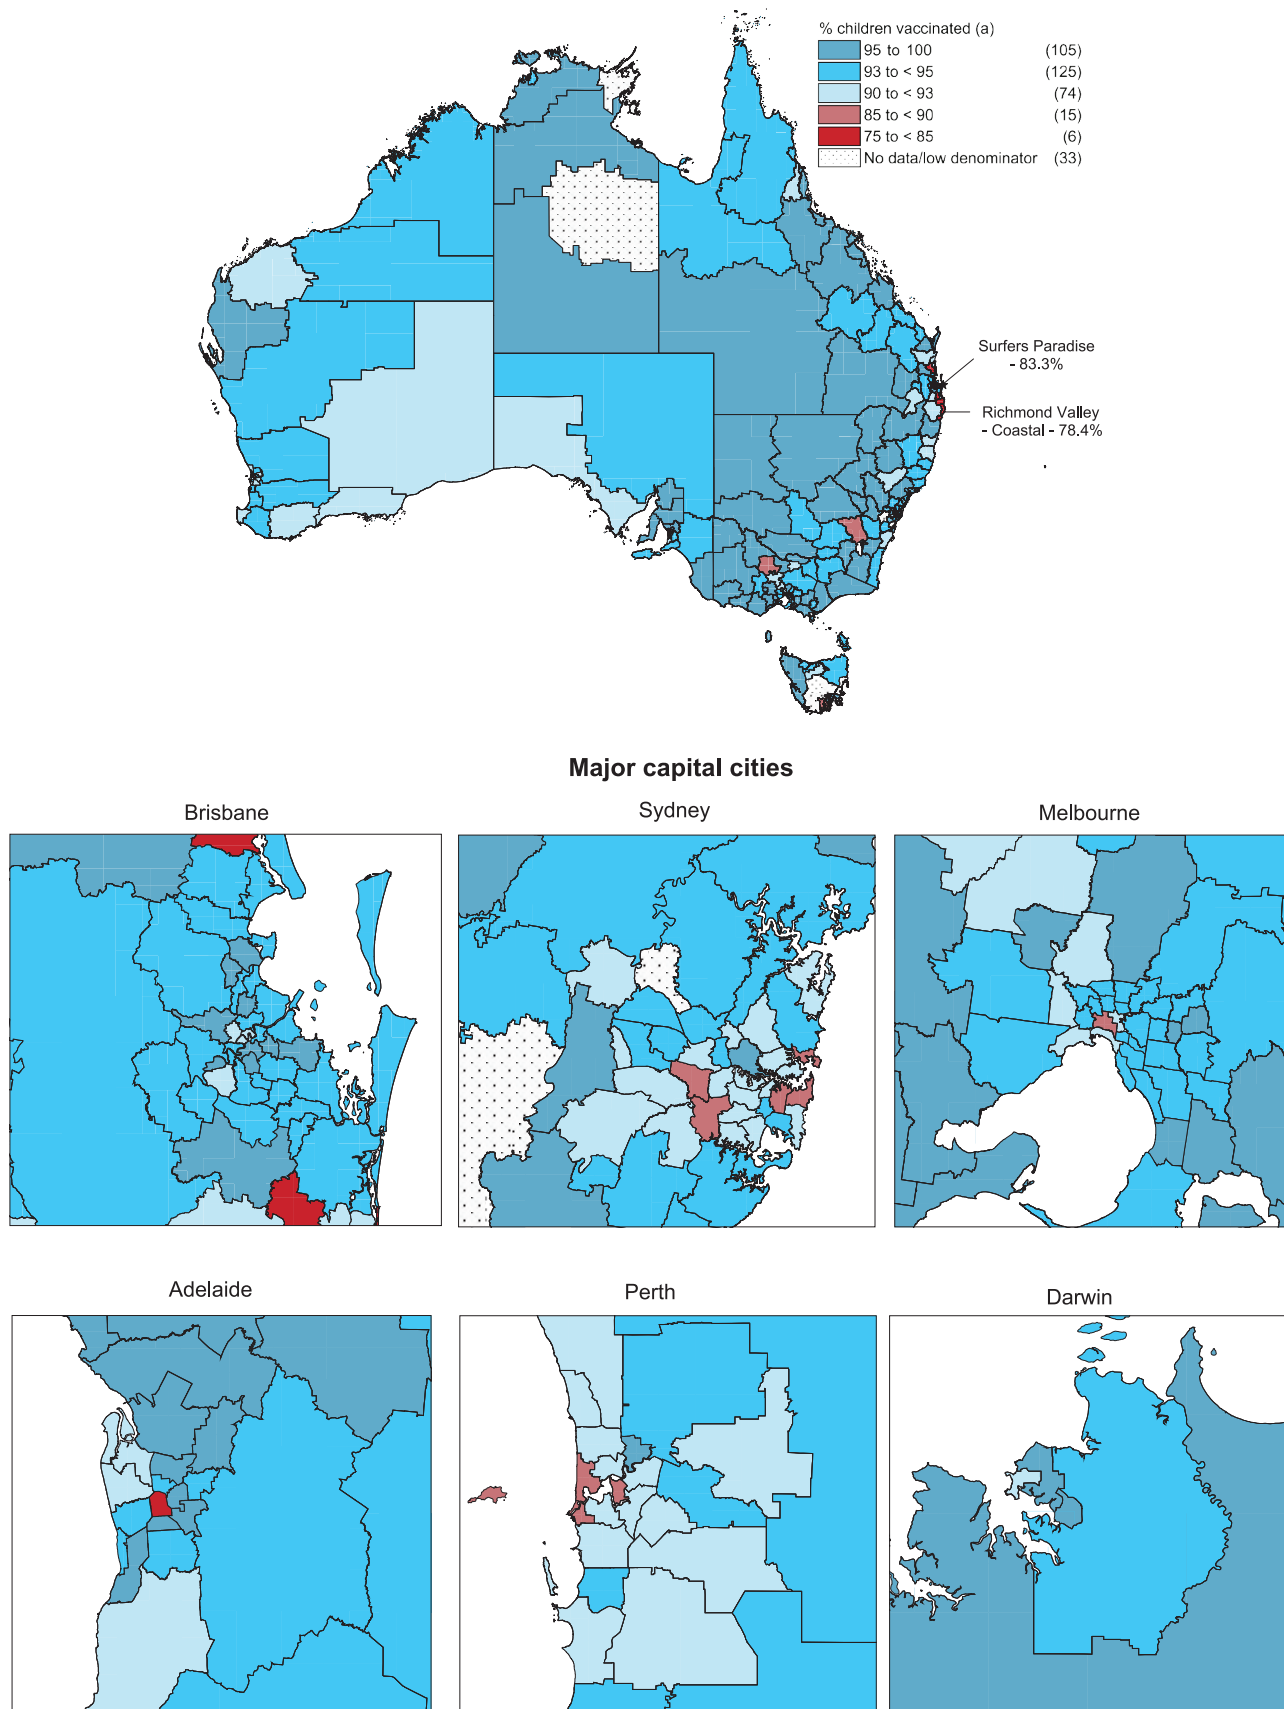 % children vaccinated (a)
95 to 100 (105)
93 to < 95 (125)
90 to < 93 (74)
85 to < 90 (15)
75 to < 85 (6)
No data/low denominator (33)
Surfers Paradise
- 83.3%
Richmond Valley
- Coastal - 78.4%
Major capital cities
Brisbane
Sydney
Melbourne
Adelaide
Perth
Darwin